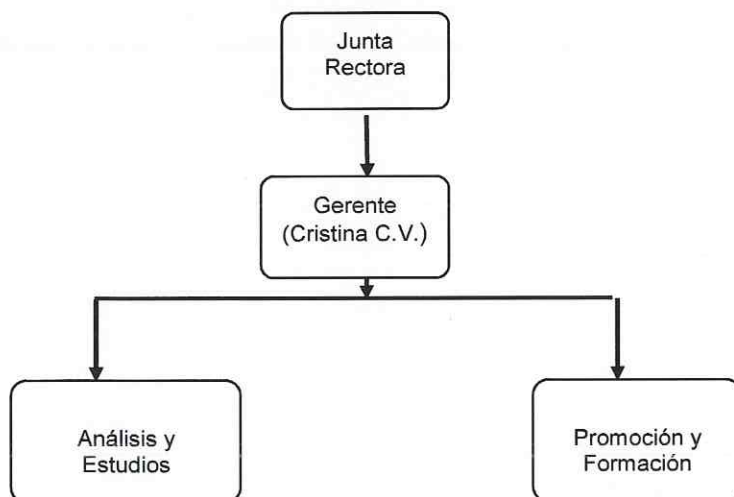 Junta
Rectora
Gerente
(Cristina C.V.)
Análisis y
Estudios
Promoción y
Formación